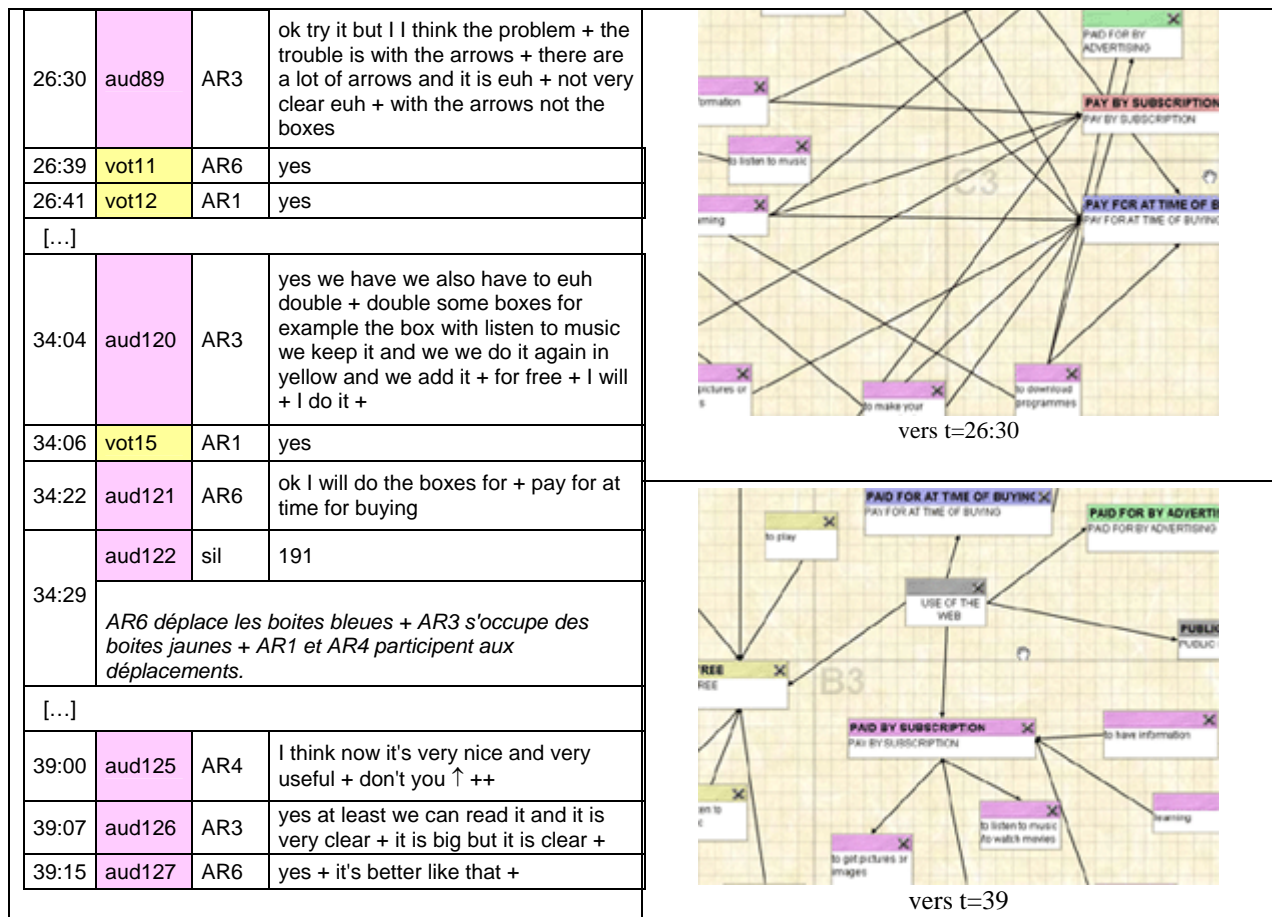 26:30 aud89 AR3 ok try it but I I think the problem + the
trouble is with the arrows + there are
a lot of arrows and it is euh + not very
clear euh + with the arrows not the
boxes
26:39 vot11 AR6 yes
26:41 vot12 AR1 yes
[…]
34:04 aud120 AR3 yes we have we also have to euh
double + double some boxes for
example the box with listen to music
we keep it and we we do it again in
yellow and we add it + for free + I will
+ I do it +
34:06 vot15 AR1 yes
34:22 aud121 AR6 ok I will do the boxes for + pay for at
time for buying
34:29 aud122 sil 191
AR6 déplace les boites bleues + AR3 s'occupe des
boites jaunes + AR1 et AR4 participent aux
déplacements.
[…]
39:00 aud125 AR4 I think now it's very nice and very
useful + don't you ↑ ++
39:07 aud126 AR3 yes at least we can read it and it is
very clear + it is big but it is clear +
39:15 aud127 AR6 yes + it's better like that +
PAID FOR BY
ADVERTISING
ormation
PAY BY SUBSCRIPTION
PAY BY SUBSCRIPTION
to listen to music
C3
rning
PAY FOR AT TIME OF B
PAY FOR AT TIME OF BUYING
pictures or
s
to make your
to download
programmes
vers t=26:30
PAID FOR AT TIME OF BUYING
PAY FOR AT TIME OF BUYING
PAID FOR BY ADVERTI
PAID FOR BY ADVERTISING
to play
USE OF THE
WEB
PUBLIC
PUBLIC
REE
REE
B3
PAID BY SUBSCRIPTION
PAY BY SUBSCRIPTION
to have information
en to
c
to listen to music
/to watch movies
learning
to get pictures or
images
vers t=39